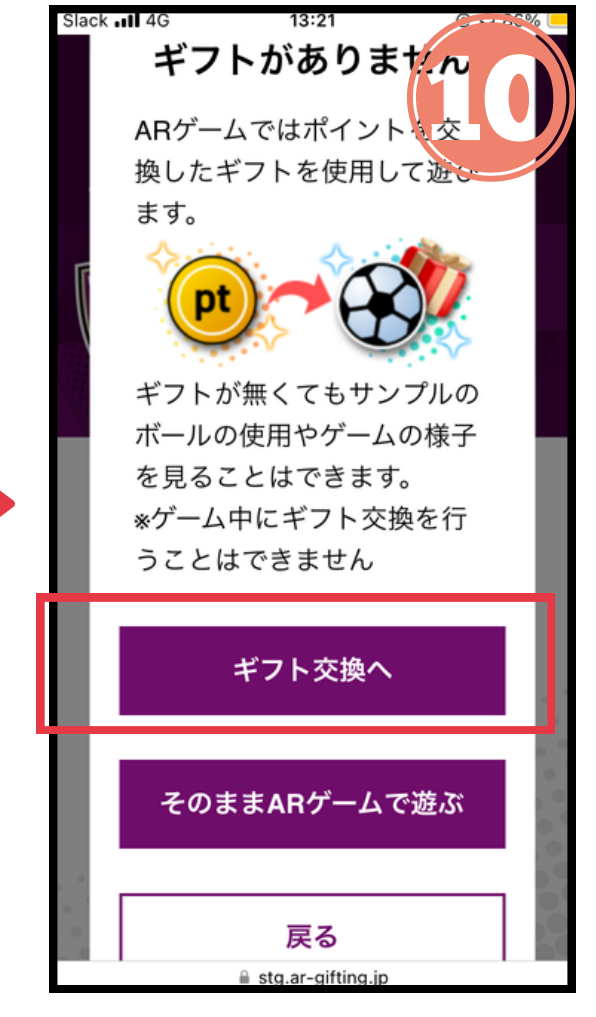 Slack 4G 13:21 86%
10
ギフトがありません
ARゲームではポイントを交
換したギフトを使用して遊び
ます。
pt
ギフトが無くてもサンプルの
ボールの使用やゲームの様子
を見ることはできます。
※ゲーム中にギフト交換を行
うことはできません
ギフト交換へ
そのままARゲームで遊ぶ
戻る
stg.ar-gifting.jp